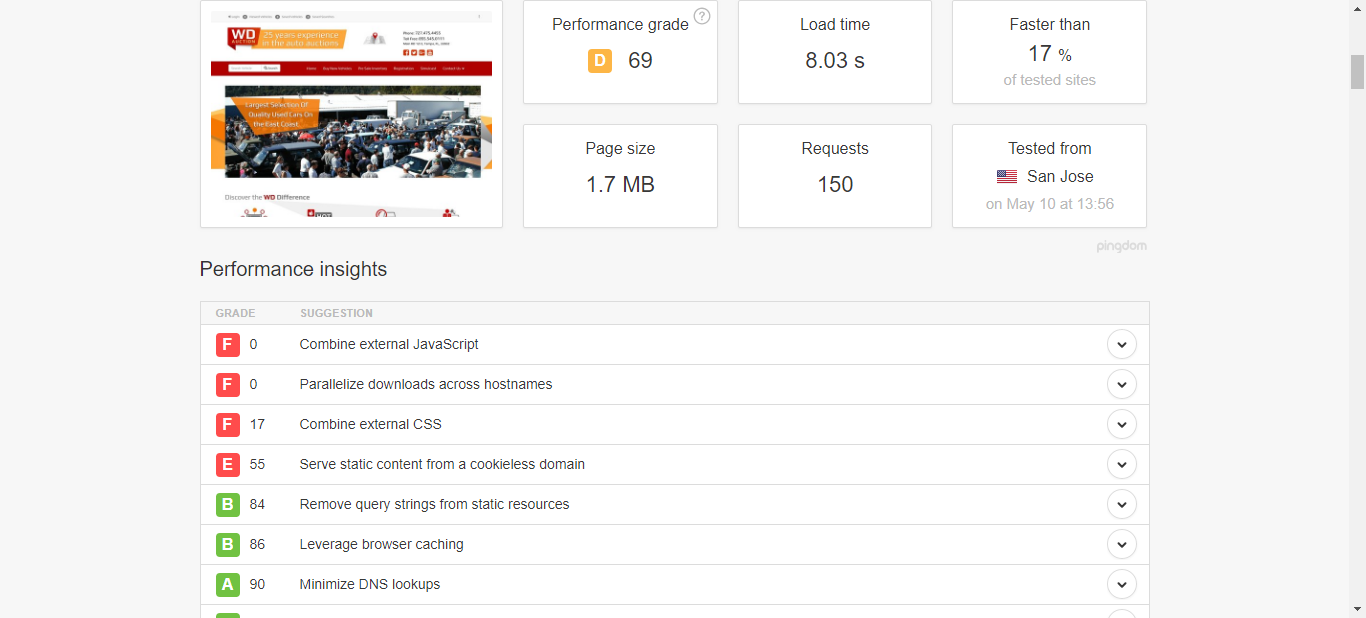 WD
AUCTION
25 years experience
in the auto auctions
Largest Selection Of
Quality Used Cars On
the East Coast
Discover the WD Difference
Performance grade ?
D 69
Load time
8.03 s
Faster than
17 %
of tested sites
Page size
1.7 MB
Requests
150
Tested from
San Jose
on May 10 at 13:56
pingdom
Performance insights
GRADE SUGGESTION
F 0 Combine external JavaScript
F 0 Parallelize downloads across hostnames
F 17 Combine external CSS
E 55 Serve static content from a cookieless domain
B 84 Remove query strings from static resources
B 86 Leverage browser caching
A 90 Minimize DNS lookups